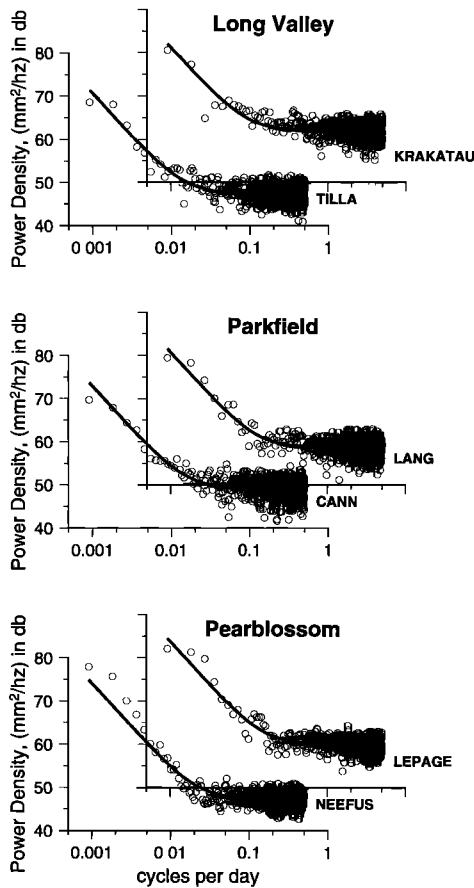 Long Valley
Power Density, (mm²/hz) in db
80
70
60
50
40
KRAKATAU
TILLA
0 001
0.01
0.1
1
Parkfield
Power Density, (mm²/hz) in db
80
70
60
50
40
LANG
CANN
0.001
0.01
0.1
1
Pearblossom
Power Density, (mm²/hz) in db
80
70
60
50
40
LEPAGE
NEEFUS
0.001
0 01
0.1
1
cycles per day